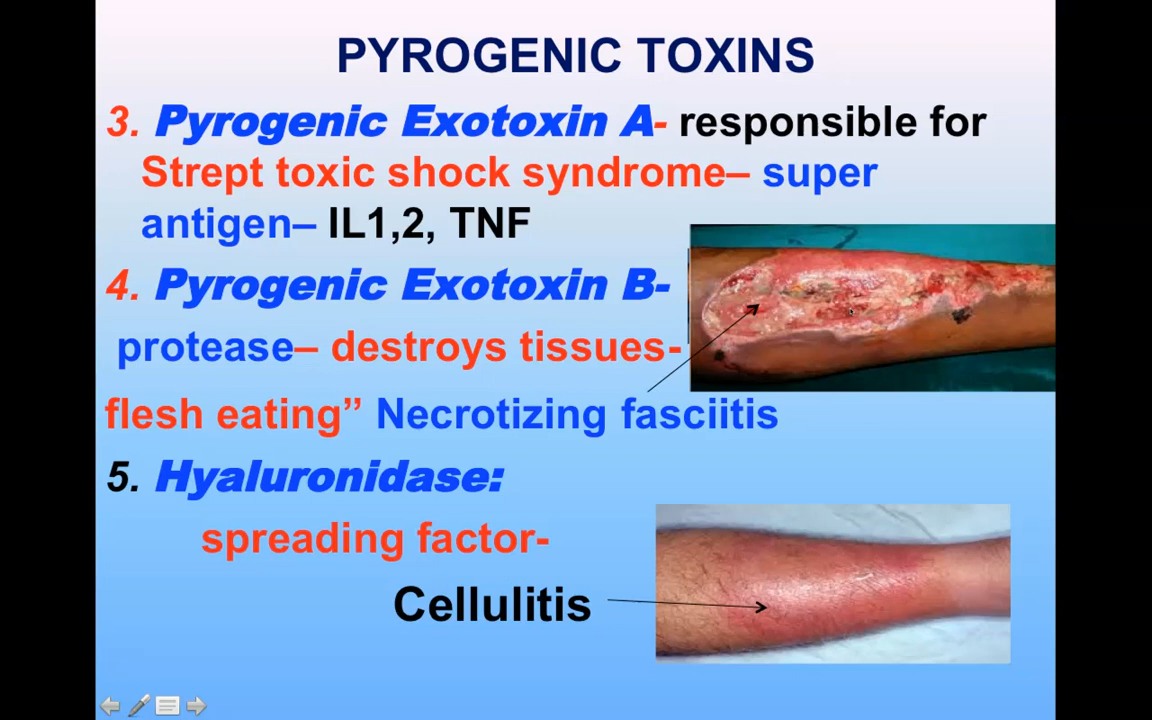 PYROGENIC TOXINS
3. Pyrogenic Exotoxin A- responsible for
Strept toxic shock syndrome– super
antigen– IL1,2, TNF
4. Pyrogenic Exotoxin B-
protease– destroys tissues-
flesh eating” Necrotizing fasciitis
5. Hyaluronidase:
spreading factor-
Cellulitis